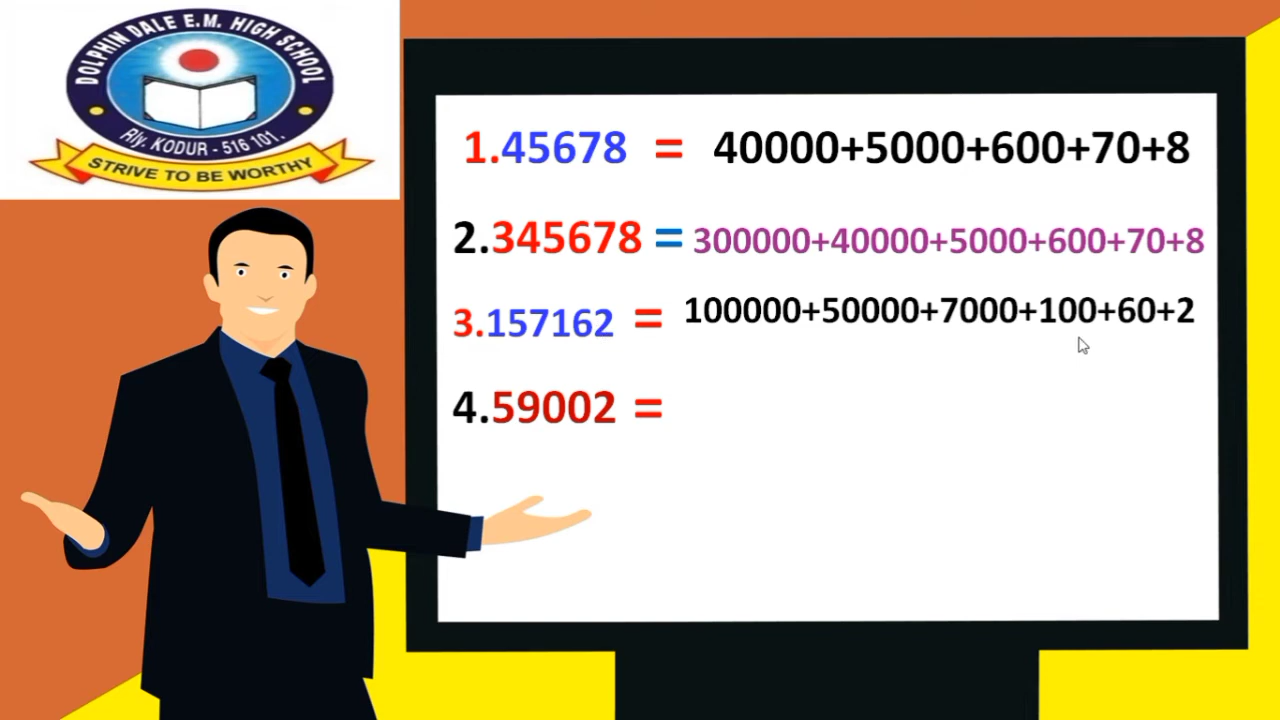 DOLPHIN DALE E.M. HIGH SCHOOL
Rly. KODUR - 516 101.
STRIVE TO BE WORTHY
1.45678 = 40000+5000+600+70+8
2.345678 = 300000+40000+5000+600+70+8
3.157162 = 100000+50000+7000+100+60+2
4.59002 =